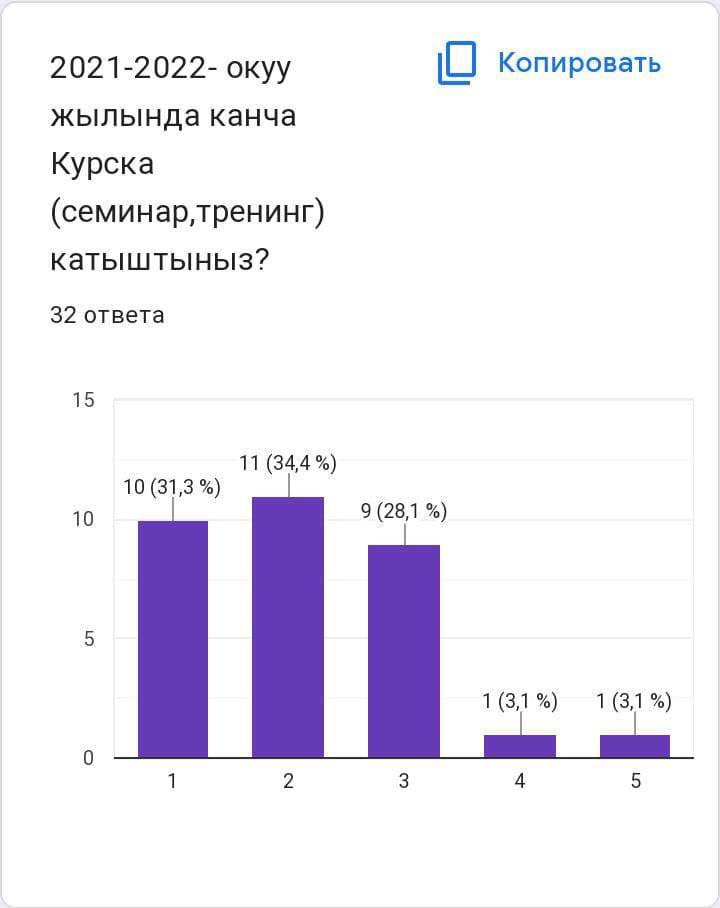 2021-2022- окуу
жылында канча
Курска
(семинар,тренинг)
катыштыныз?
Копировать
32 ответа
15
10
5
0
10 (31,3 %)
11 (34,4 %)
9 (28,1 %)
1 (3,1 %)
1 (3,1 %)
1
2
3
4
5